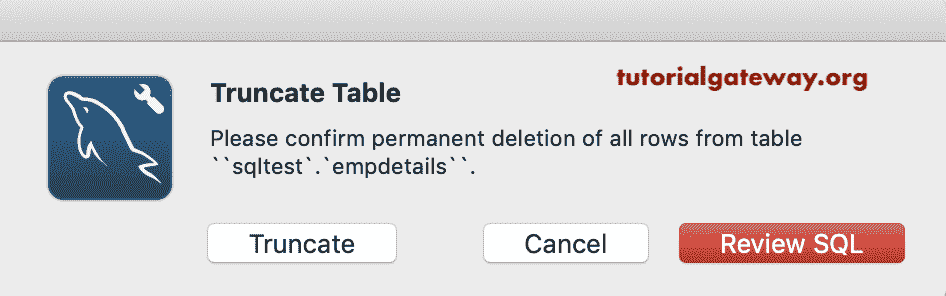 tutorialgateway.org
Truncate Table
Please confirm permanent deletion of all rows from table
``sqltest`.`empdetails``.
Truncate
Cancel
Review SQL